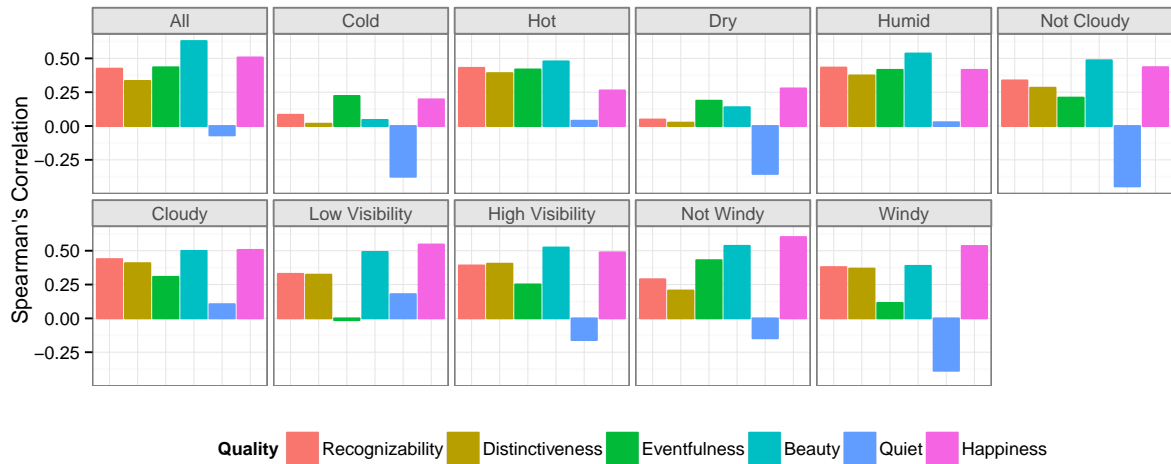 All Cold Hot Dry Humid Not Cloudy
0.50
0.25
0.00
−0.25
Cloudy Low Visibility High Visibility Not Windy Windy
0.50
0.25
0.00
−0.25
Spearman's Correlation
Quality Recognizability Distinctiveness Eventfulness Beauty Quiet Happiness